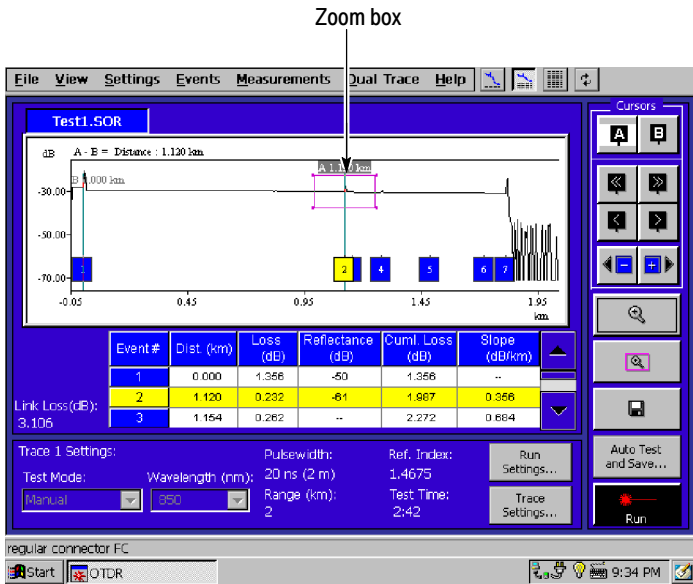 Zoom box
File View Settings Events Measurements Dual Trace Help
Test1.SOR
dB A - B = Distance : 1.120 km
A 1.120 km
B .000 km
-30.00
-50.00
-70.00
1 2 4 5 6 7
-0.05 0.45 0.95 1.45 1.95
km
Event# Dist. (km) Loss (dB) Reflectance (dB) Cuml. Loss (dB) Slope (dB/km)
1 0.000 1.356 -50 1.356 --
2 1.120 0.232 -61 1.987 0.356
3 1.154 0.262 -- 2.272 0.684
Link Loss(dB):
3.106
Trace 1 Settings:
Test Mode:
Manual
Wavelength (nm):
850
Pulsewidth:
20 ns (2 m)
Range (km):
2
Ref. Index:
1.4675
Test Time:
2:42
Run
Settings...
Trace
Settings...
Cursors
A B
Auto Test
and Save...
Run
regular connector FC
Start OTDR 9:34 PM